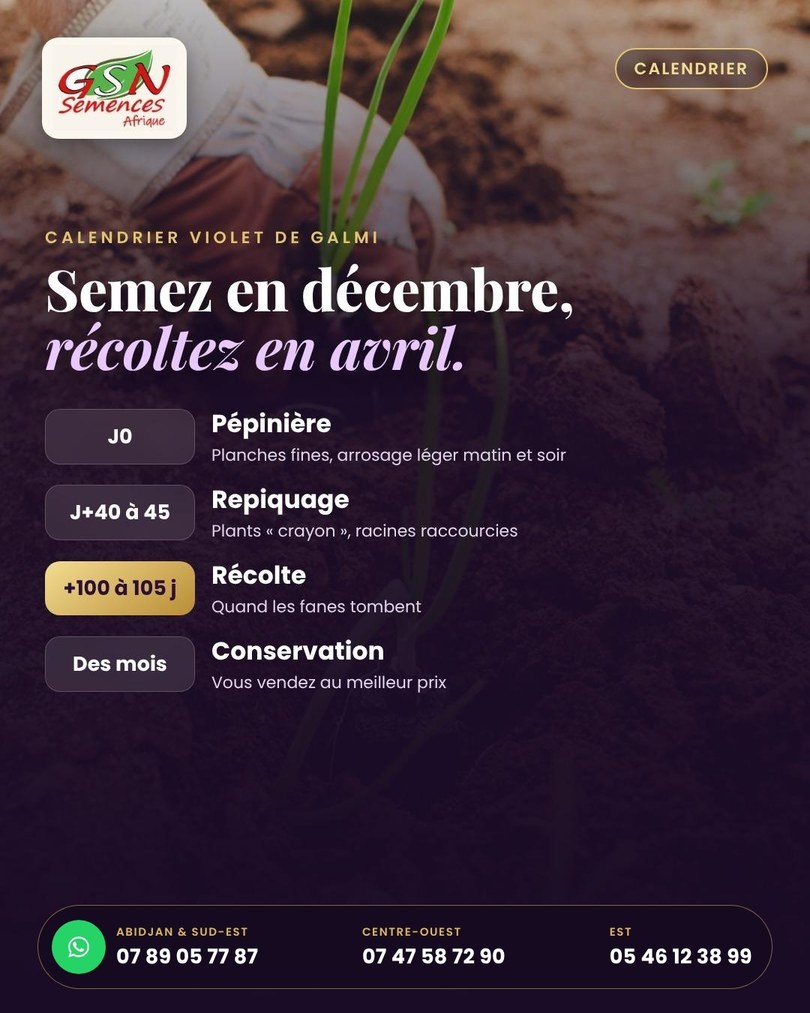 GSN
Semences
Afrique
CALENDRIER
CALENDRIER VIOLET DE GALMI
Semez en décembre,
récoltez en avril.
J0
Pépinière
Planches fines, arrosage léger matin et soir
J+40 à 45
Repiquage
Plants « crayon », racines raccourcies
+100 à 105 j
Récolte
Quand les fanes tombent
Des mois
Conservation
Vous vendez au meilleur prix
ABIDJAN & SUD-EST
07 89 05 77 87
CENTRE-OUEST
07 47 58 72 90
EST
05 46 12 38 99